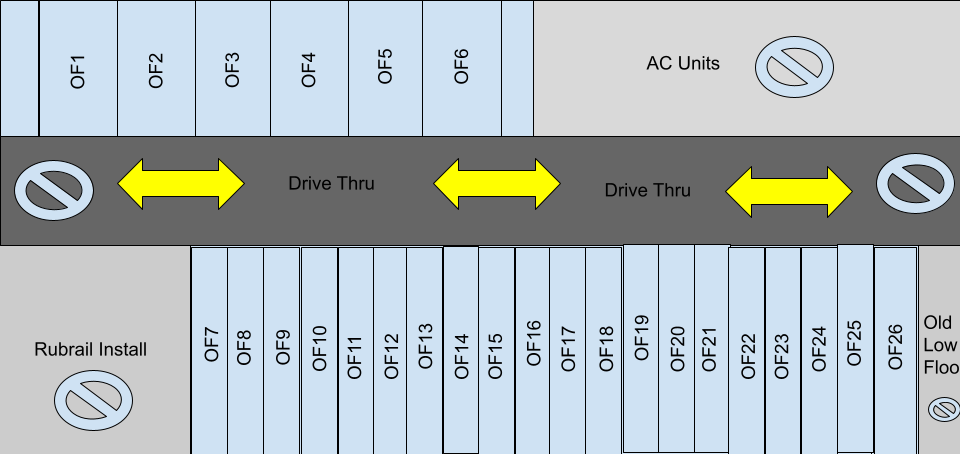 OF1
OF2
OF3
OF4
OF5
OF6
AC Units
Drive Thru
Drive Thru
Rubrail Install
OF7
OF8
OF9
OF10
OF11
OF12
OF13
OF14
OF15
OF16
OF17
OF18
OF19
OF20
OF21
OF22
OF23
OF24
OF25
OF26
Old
Low
Floo